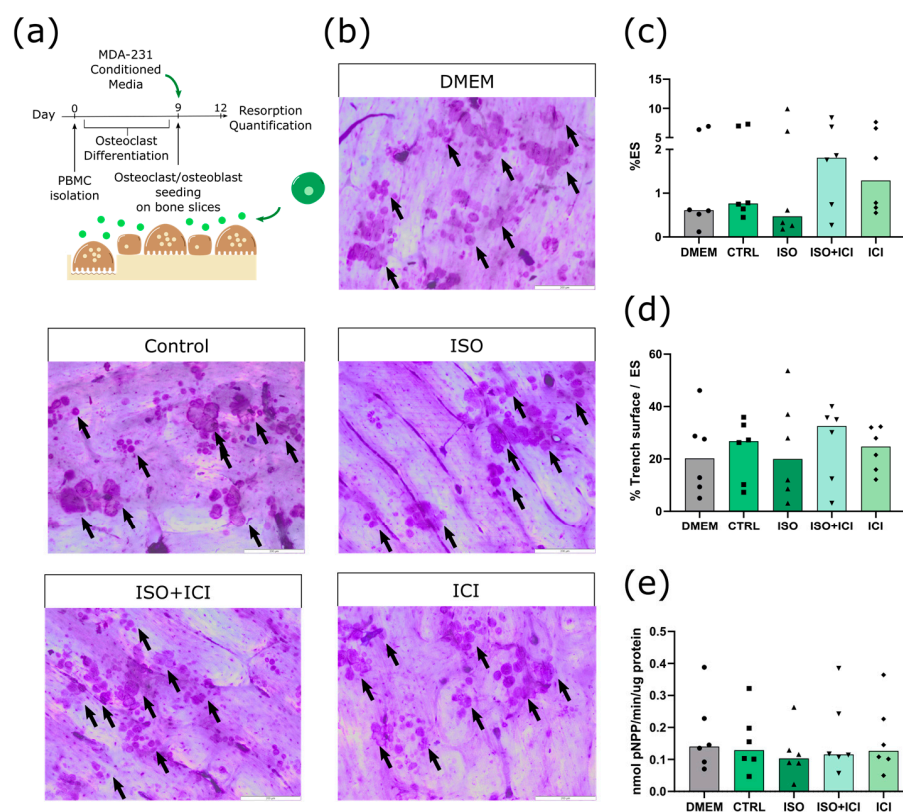 (a)
MDA-231
Conditioned
Media
Day
0
9
12
Resorption
Quantification
Osteoclast
Differentiation
PBMC
isolation
Osteoclast/osteoblast
seeding
on bone slices
(b)
DMEM
Control
ISO
ISO+ICI
ICI
(c)
%ES
10
5
2
1
0
DMEM CTRL ISO ISO+ICI ICI
(d)
% Trench surface / ES
60
40
20
0
DMEM CTRL ISO ISO+ICI ICI
(e)
nmol pNPP/min/ug protein
0.5
0.4
0.3
0.2
0.1
0.0
DMEM CTRL ISO ISO+ICI ICI